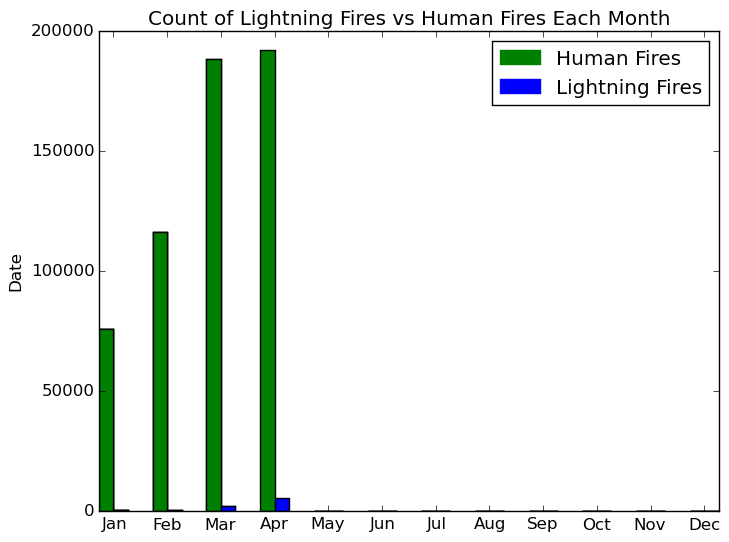 Count of Lightning Fires vs Human Fires Each Month
200000
150000
100000
50000
0
Date
Human Fires
Lightning Fires
Jan Feb Mar Apr May Jun Jul Aug Sep Oct Nov Dec